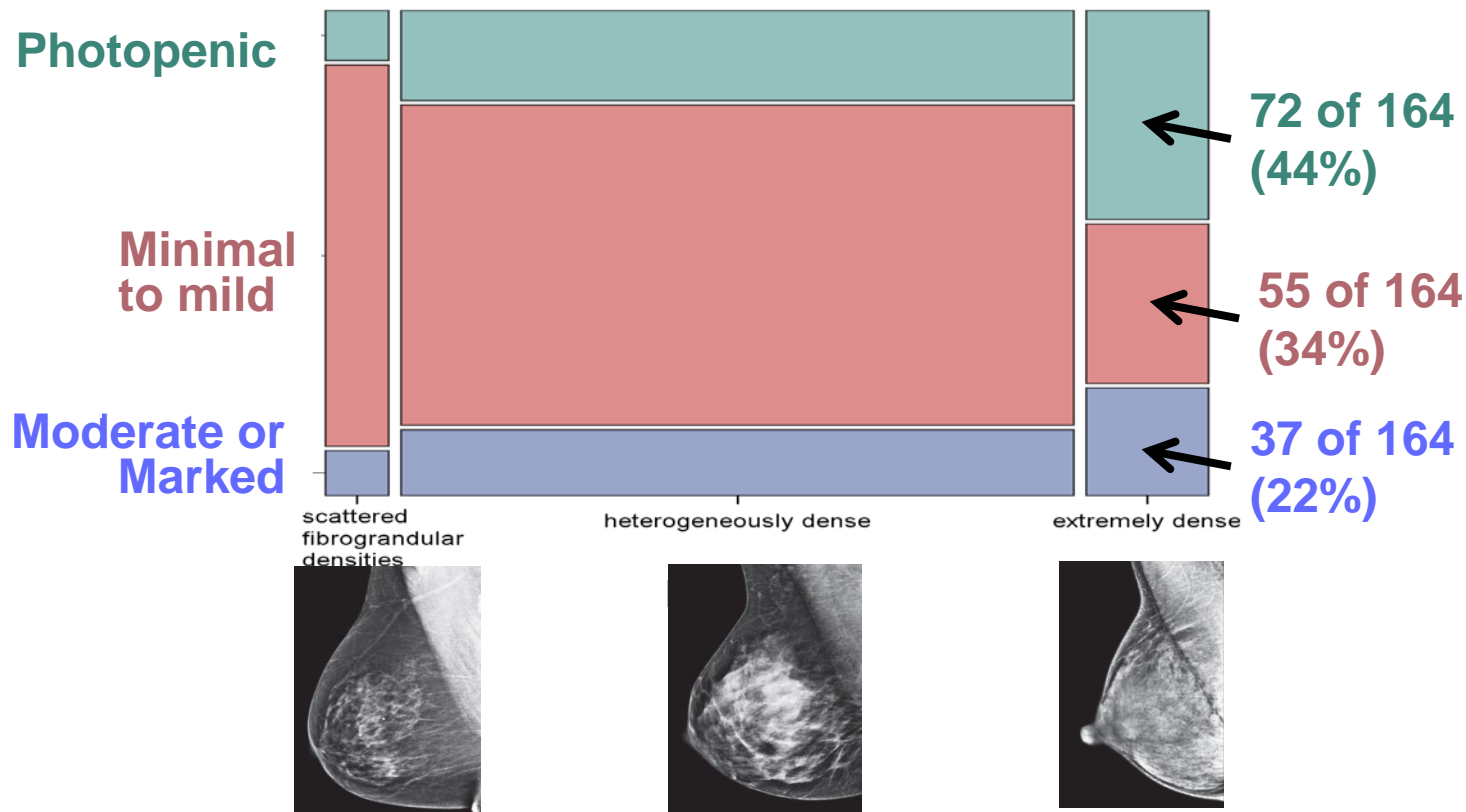 Photopenic
Minimal
to mild
Moderate or
Marked
72 of 164
(44%)
55 of 164
(34%)
37 of 164
(22%)
scattered
fibrograndular
densities
heterogeneously dense
extremely dense